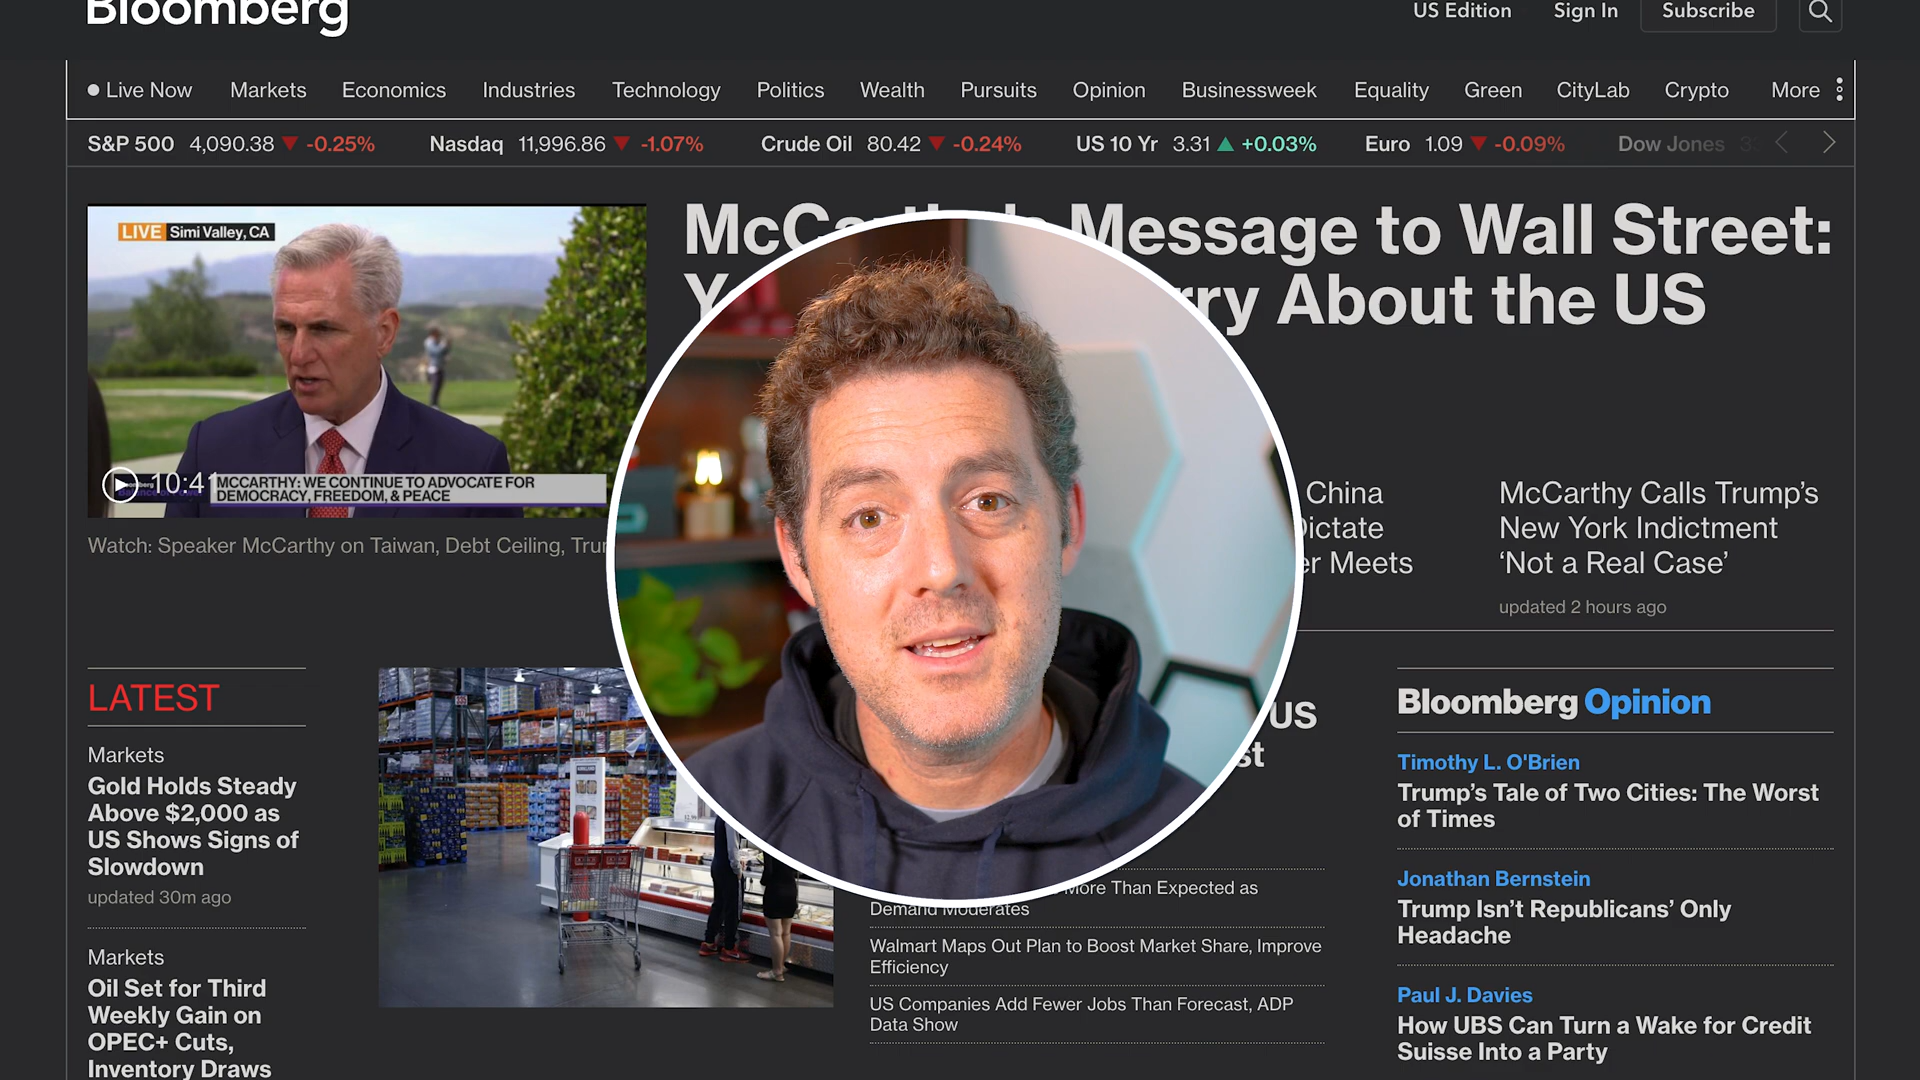 Bloomberg
US Edition Sign In Subscribe
Live Now Markets Economics Industries Technology Politics Wealth Pursuits Opinion Businessweek Equality Green CityLab Crypto More
S&P 500 4,090.38 ▼ -0.25% Nasdaq 11,996.86 ▼ -1.07% Crude Oil 80.42 ▼ -0.24% US 10 Yr 3.31 ▲ +0.03% Euro 1.09 ▼ -0.09% Dow Jones
LIVE Simi Valley, CA
10:41
MCCARTHY: WE CONTINUE TO ADVOCATE FOR
DEMOCRACY, FREEDOM, & PEACE
Watch: Speaker McCarthy on Taiwan, Debt Ceiling,
Message to Wall Street:
About the US
China
Meets
McCarthy Calls Trump’s
New York Indictment
‘Not a Real Case’
updated 2 hours ago
LATEST
Markets
Gold Holds Steady
Above $2,000 as
US Shows Signs of
Slowdown
updated 30m ago
Markets
Oil Set for Third
Weekly Gain on
OPEC+ Cuts,
Inventory Draws
US
More Than Expected as
Demand Moderates
Walmart Maps Out Plan to Boost Market Share, Improve
Efficiency
US Companies Add Fewer Jobs Than Forecast, ADP
Data Show
Bloomberg Opinion
Timothy L. O'Brien
Trump’s Tale of Two Cities: The Worst
of Times
Jonathan Bernstein
Trump Isn’t Republicans’ Only
Headache
Paul J. Davies
How UBS Can Turn a Wake for Credit
Suisse Into a Party